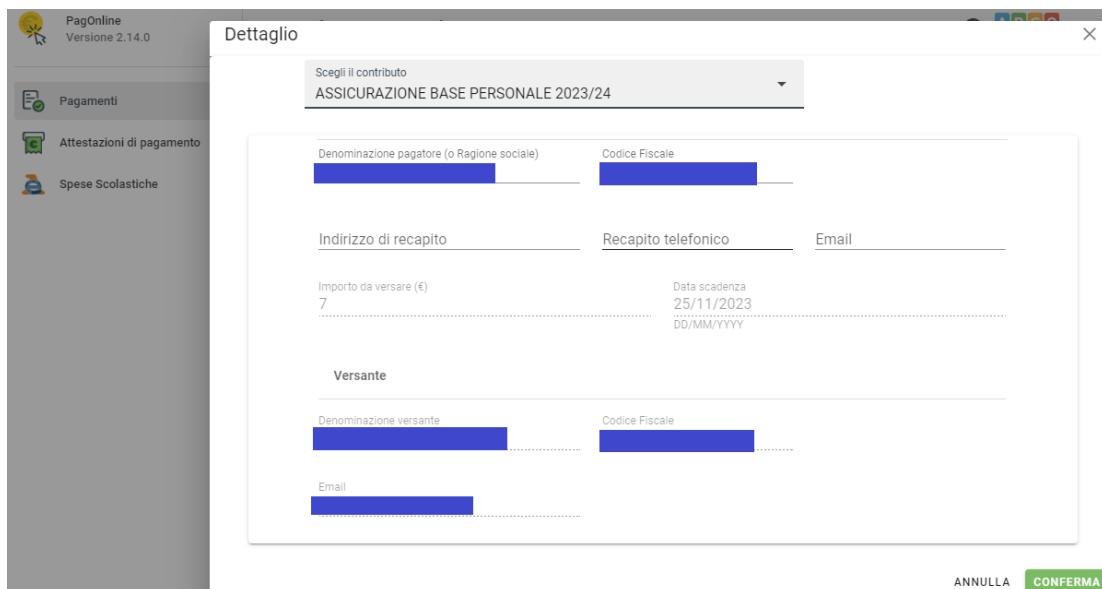 PagOnline
Versione 2.14.0
Dettaglio
Scegli il contributo
ASSICURAZIONE BASE PERSONALE 2023/24
Pagamenti
Attestazioni di pagamento
Spese Scolastiche
Denominazione pagatore (o Ragione sociale) Codice Fiscale
Indirizzo di recapito Recapito telefonico Email
Importo da versare (€) Data scadenza
7 25/11/2023
DD/MM/YYYY
Versante
Denominazione versante Codice Fiscale
Email
ANNULLA CONFERMA